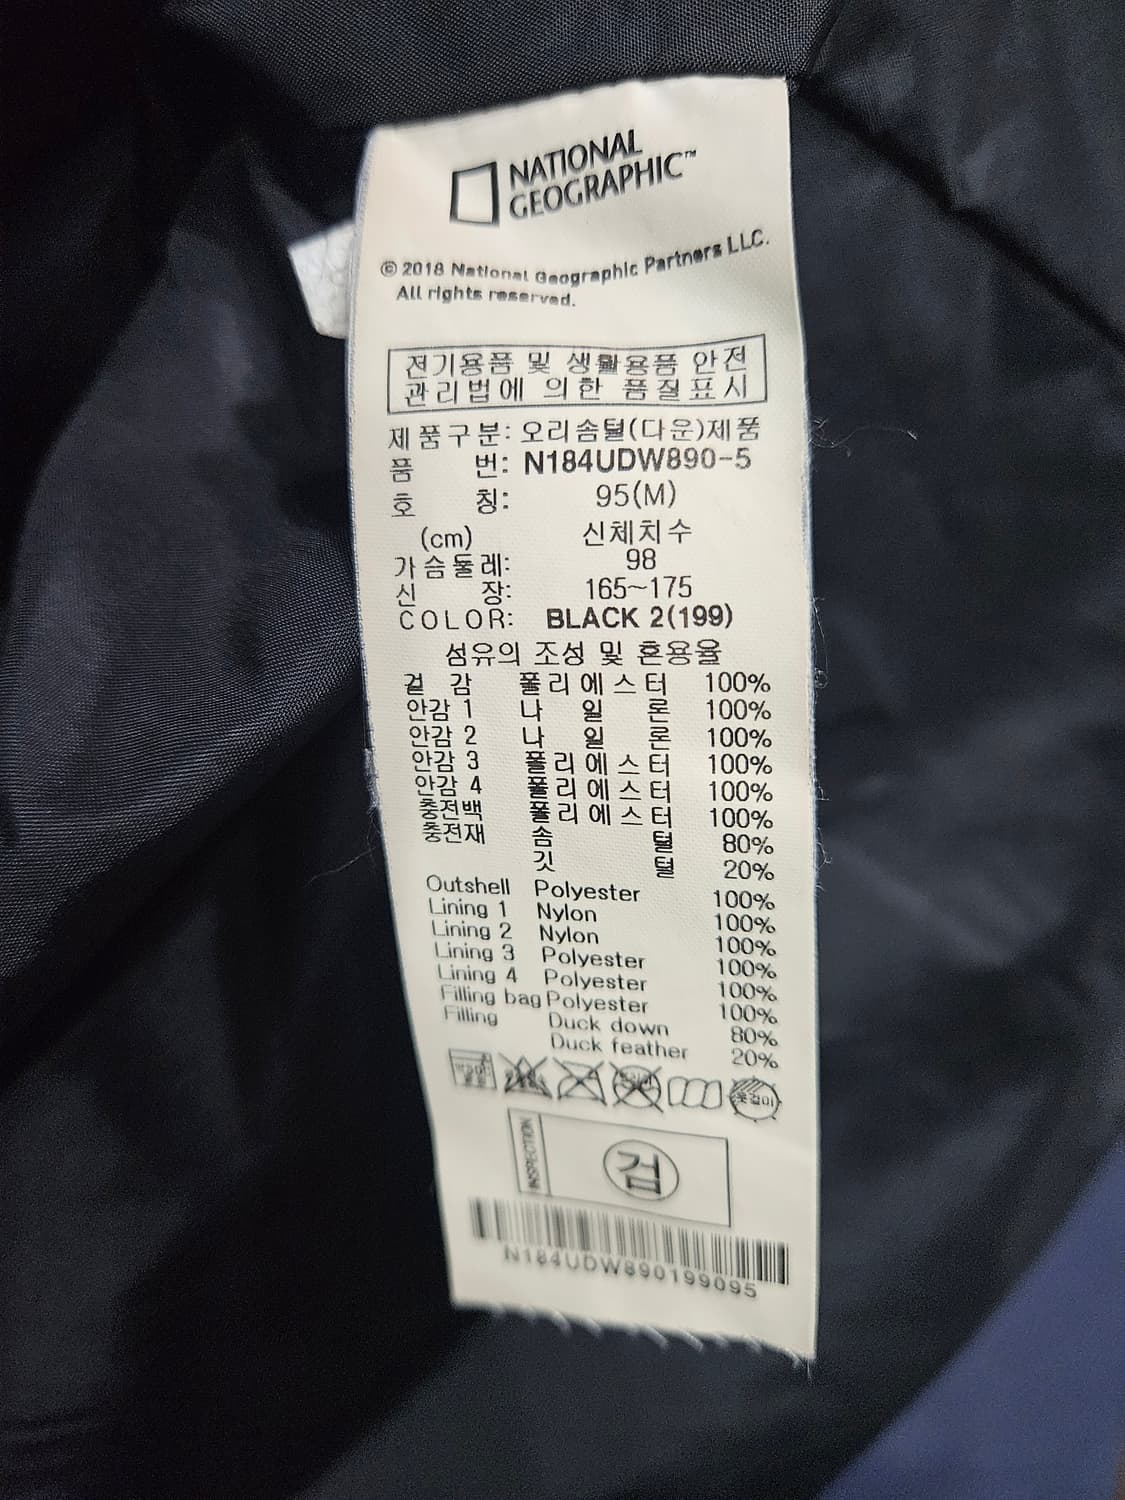 NATIONAL
GEOGRAPHIC™
© 2018 National Geographic Partners LLC.
All rights reserved.
전기용품 및 생활용품 안전
관리법에 의한 품질표시
제품구분: 오리솜털(다운)제품
품 번: N184UDW890-5
호 칭: 95(M)
(cm) 신체치수
가슴둘레: 98
신 장: 165~175
COLOR: BLACK 2(199)
섬유의 조성 및 혼용율
겉 감 폴리에스터 100%
안감 1 나 일 론 100%
안감 2 나 일 론 100%
안감 3 폴리에스터 100%
안감 4 폴리에스터 100%
충전백 폴리에스터 100%
충전재 솜 털 80%
깃 털 20%
Outshell Polyester 100%
Lining 1 Nylon 100%
Lining 2 Nylon 100%
Lining 3 Polyester 100%
Lining 4 Polyester 100%
Filling bag Polyester 100%
Filling Duck down 80%
Duck feather 20%
옷걸이
INSPECTION
검
N184UDW890199095